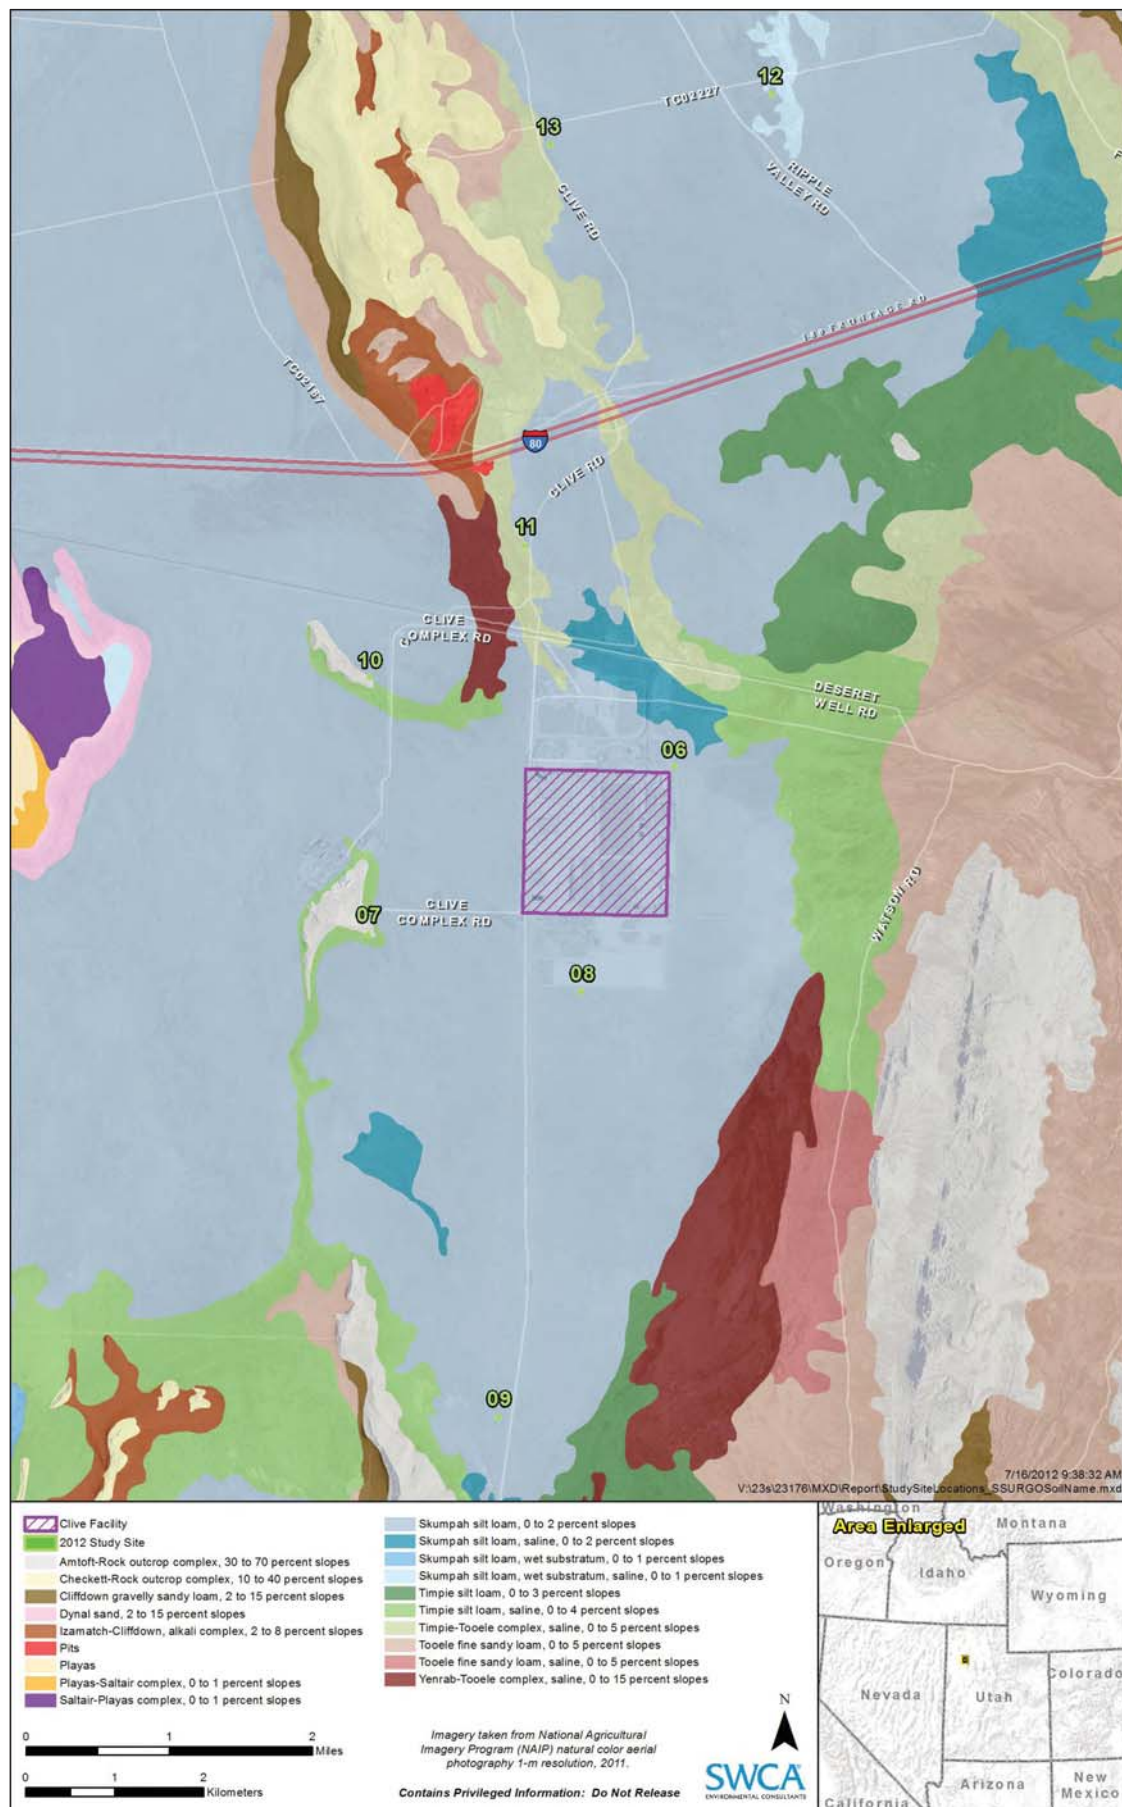 12
TC02227
13
RIPPLE
VALLEY RD
CLIVE RD
I-80 FRONTAGE RD
TC02187
80
CLIVE RD
11
CLIVE
COMPLEX RD
10
DESERET
WELL RD
06
WATSON RD
07
CLIVE
COMPLEX RD
08
09
7/16/2012 9:38:32 AM
V:\23s\23176\MXD\Report\StudySiteLocations_SSURGOSoilName.mxd
Clive Facility
2012 Study Site
Amtoft-Rock outcrop complex, 30 to 70 percent slopes
Checkett-Rock outcrop complex, 10 to 40 percent slopes
Cliffdown gravelly sandy loam, 2 to 15 percent slopes
Dynal sand, 2 to 15 percent slopes
Izamatch-Cliffdown, alkali complex, 2 to 8 percent slopes
Pits
Playas
Playas-Saltair complex, 0 to 1 percent slopes
Saltair-Playas complex, 0 to 1 percent slopes
Skumpah silt loam, 0 to 2 percent slopes
Skumpah silt loam, saline, 0 to 2 percent slopes
Skumpah silt loam, wet substratum, 0 to 1 percent slopes
Skumpah silt loam, wet substratum, saline, 0 to 1 percent slopes
Timpie silt loam, 0 to 3 percent slopes
Timpie silt loam, saline, 0 to 4 percent slopes
Timpie-Tooele complex, saline, 0 to 5 percent slopes
Tooele fine sandy loam, 0 to 5 percent slopes
Tooele fine sandy loam, saline, 0 to 5 percent slopes
Yenrab-Tooele complex, saline, 0 to 15 percent slopes
0 1 2
Miles
0 1 2
Kilometers
Imagery taken from National Agricultural
Imagery Program (NAIP) natural color aerial
photography 1-m resolution, 2011.
Contains Privileged Information: Do Not Release
N
SWCA
ENVIRONMENTAL CONSULTANTS
Washington
Area Enlarged
Montana
Oregon
Idaho
Wyoming
Nevada
Utah
Colorado
California
Arizona
New
Mexico